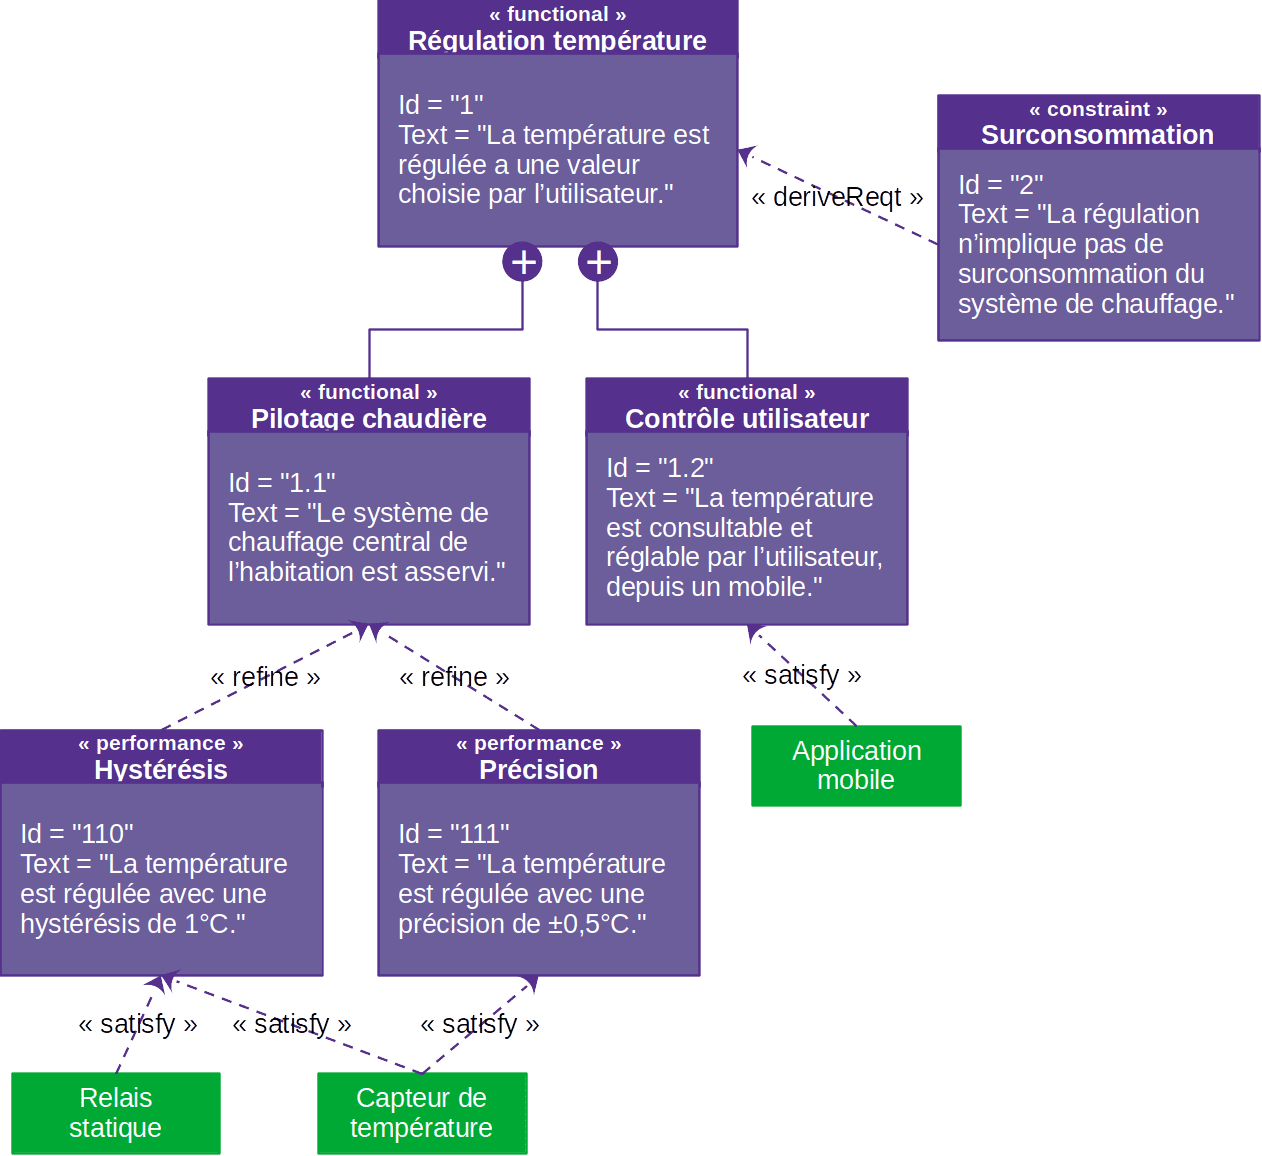 « functional »
Régulation température
Id = "1"
Text = "La température est
régulée a une valeur
choisie par l’utilisateur."
« constraint »
Surconsommation
Id = "2"
Text = "La régulation
n’implique pas de
surconsommation du
système de chauffage."
« deriveReqt »
« functional »
Pilotage chaudière
Id = "1.1"
Text = "Le système de
chauffage central de
l’habitation est asservi."
« functional »
Contrôle utilisateur
Id = "1.2"
Text = "La température
est consultable et
réglable par l’utilisateur,
depuis un mobile."
« refine »
« refine »
« satisfy »
« performance »
Hystérésis
Id = "110"
Text = "La température
est régulée avec une
hystérésis de 1°C."
« performance »
Précision
Id = "111"
Text = "La température
est régulée avec une
précision de ±0,5°C."
Application
mobile
« satisfy »
« satisfy »
« satisfy »
Relais
statique
Capteur de
température